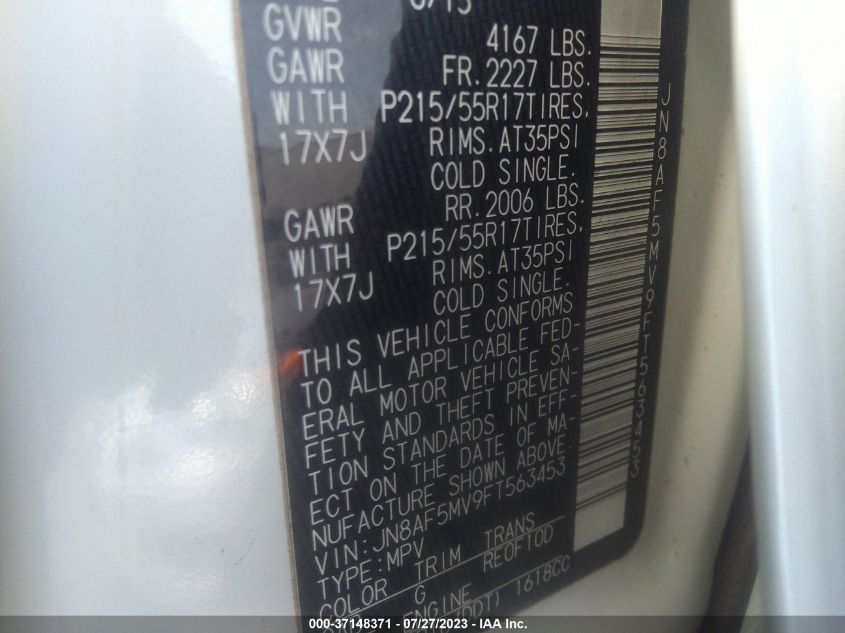 GVWR 4167 LBS.
GAWR FR.2227 LBS.
WITH P215/55R17TIRES.
17X7J RIMS.AT35PSI
COLD SINGLE.
GAWR RR.2006 LBS.
WITH P215/55R17TIRES.
17X7J RIMS.AT35PSI
COLD SINGLE.
THIS VEHICLE CONFORMS
TO ALL APPLICABLE FED-
ERAL MOTOR VEHICLE SA-
FETY AND THEFT PREVEN-
TION STANDARDS IN EFF-
ECT ON THE DATE OF MA-
NUFACTURE SHOWN ABOVE.
VIN:JN8AF5MV9FT563453
TYPE:MPV
COLOR TRIM TRANS
G RE0F10D
ENGINE 1618CC
JN8AF5MV9FT563453
000-37148371 / 07/27/2023 - IAA Inc.